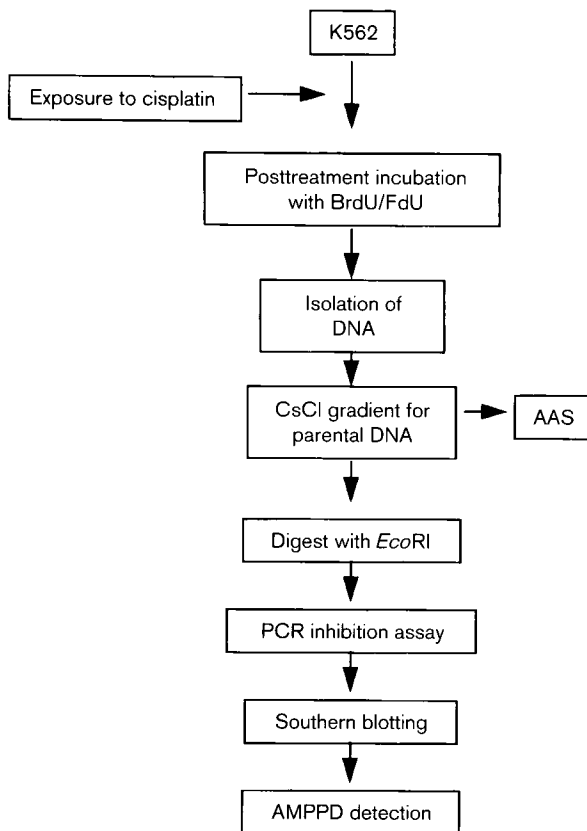 K562
Exposure to cisplatin
Posttreatment incubation
with BrdU/FdU
Isolation of
DNA
CsCl gradient for
parental DNA
AAS
Digest with EcoRI
PCR inhibition assay
Southern blotting
AMPPD detection